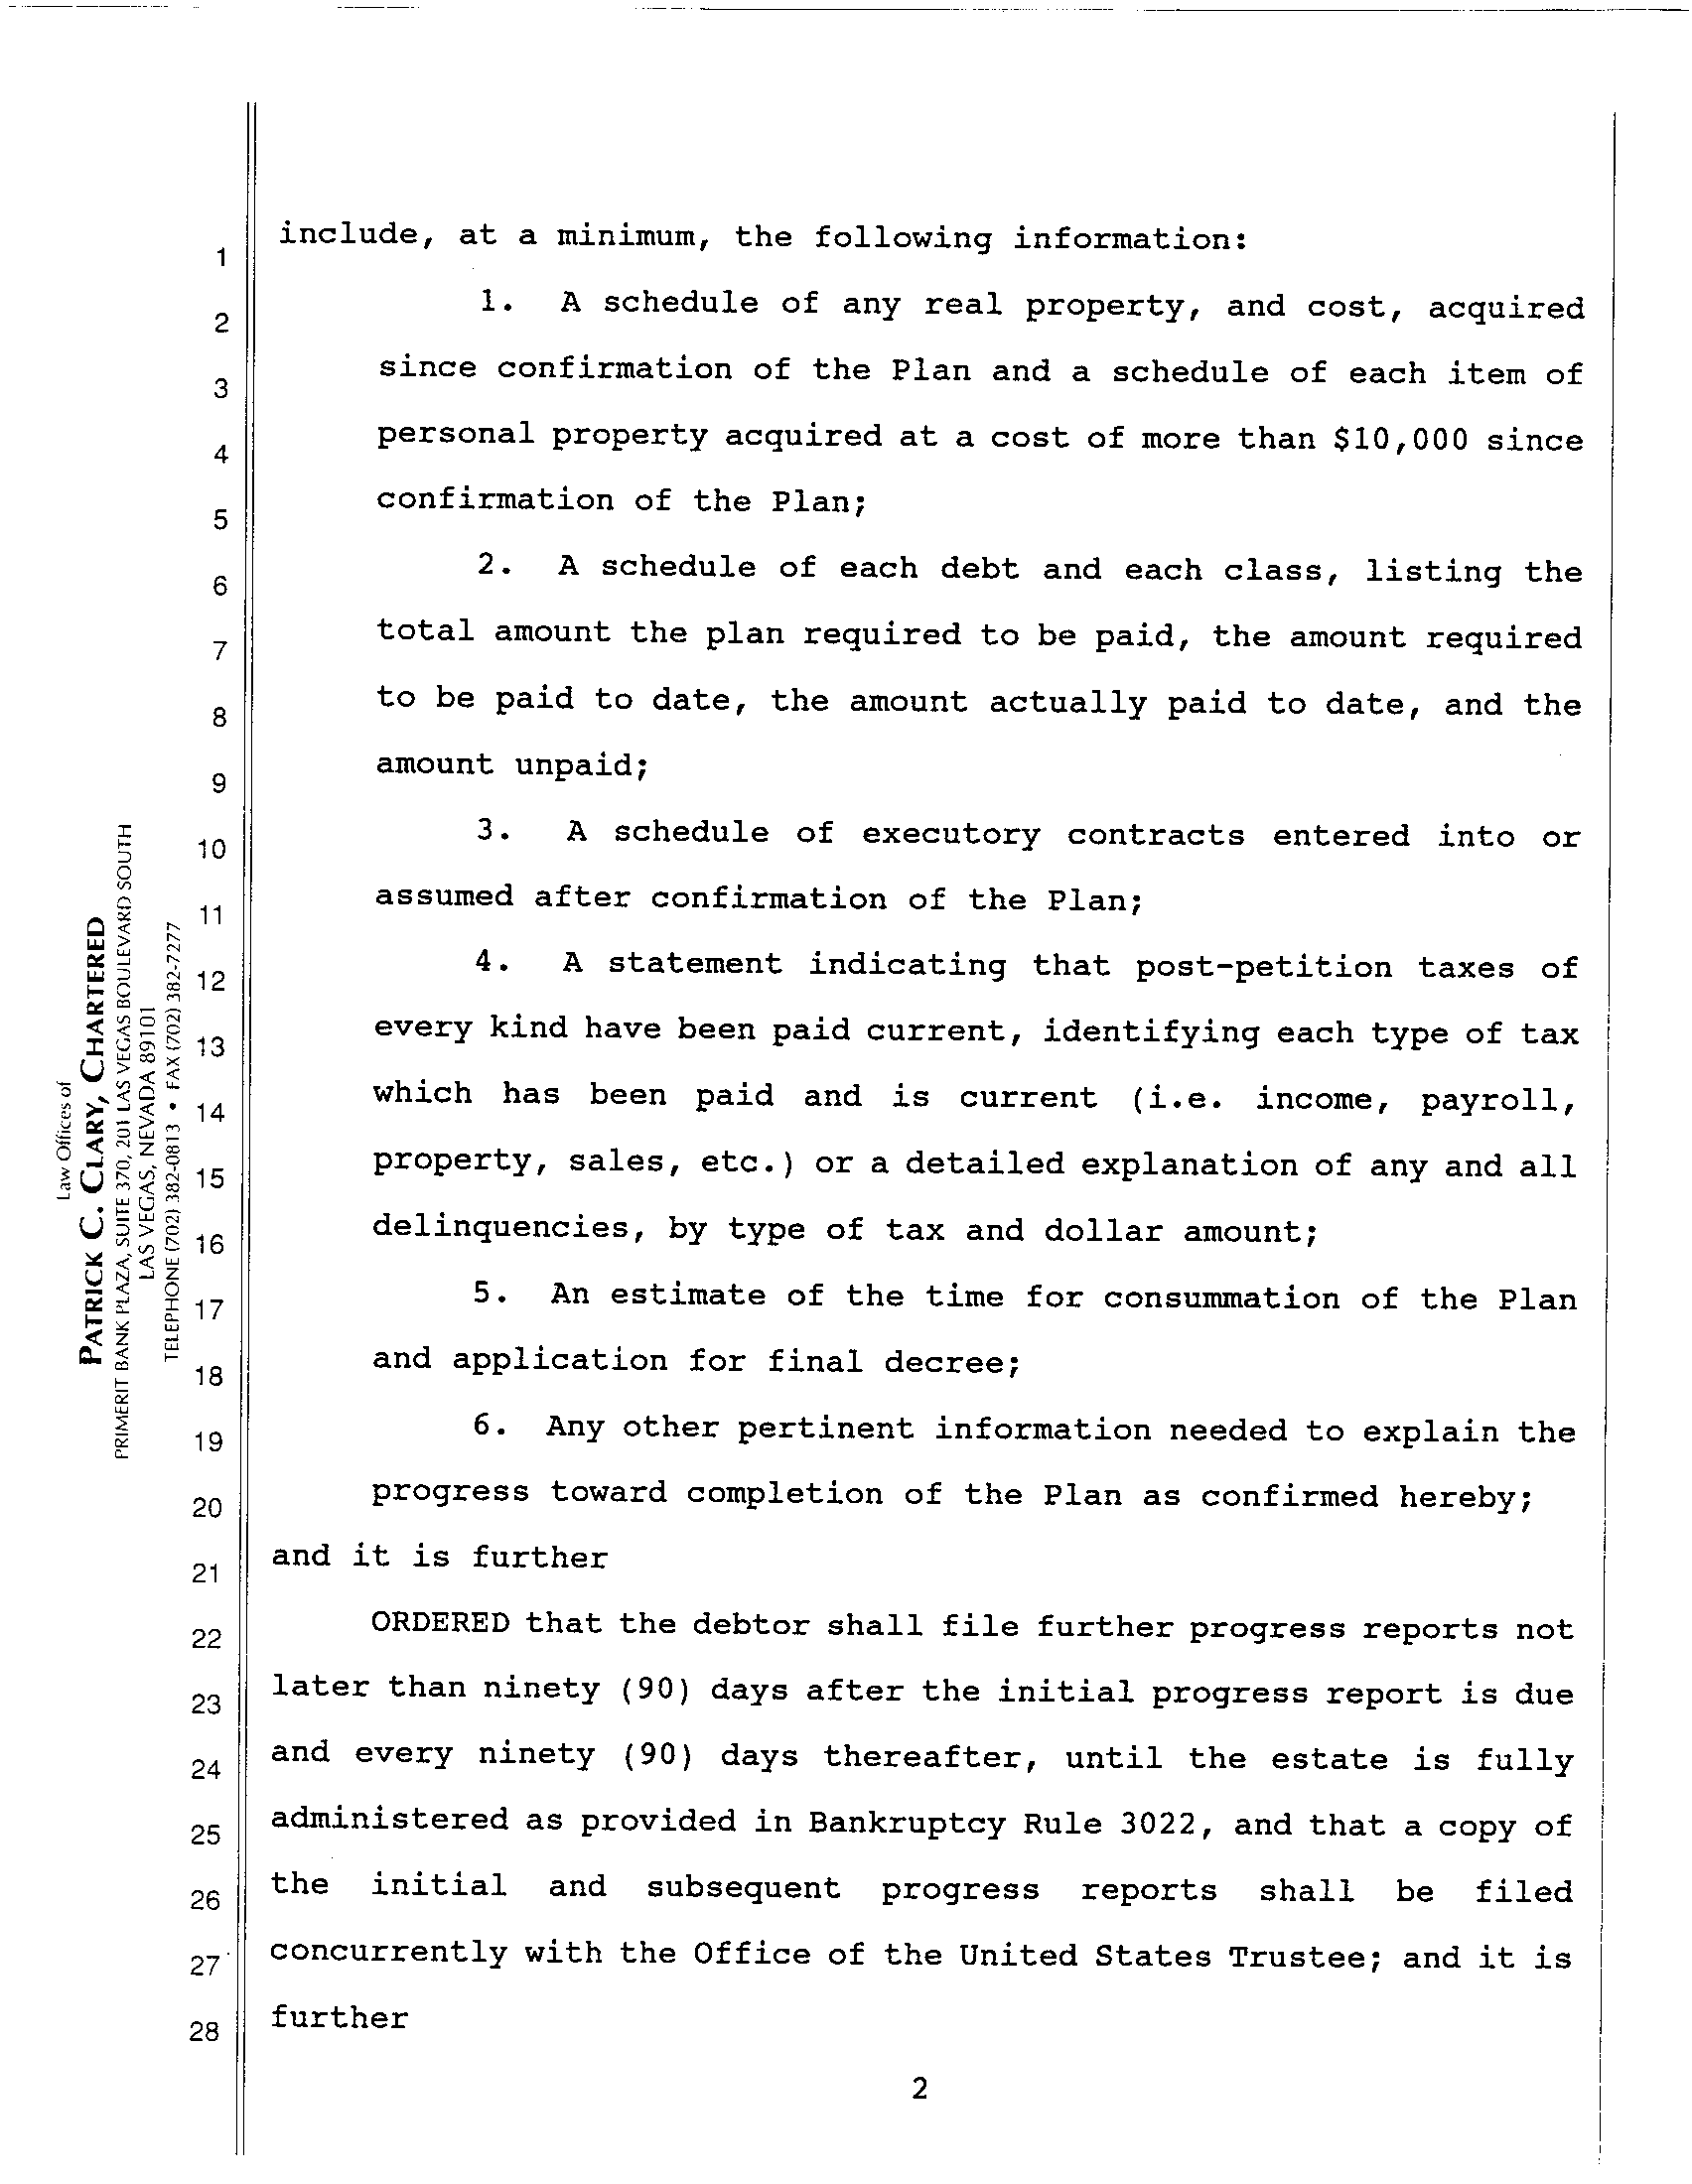 include, at a minimum, the following information:
1. A schedule of any real property, and cost, acquired
since confirmation of the Plan and a schedule of each item of
personal property acquired at a cost of more than $10,000 since
confirmation of the Plan;
2. A schedule of each debt and each class, listing the
total amount the plan required to be paid, the amount required
to be paid to date, the amount actually paid to date, and the
amount unpaid;
3. A schedule of executory contracts entered into or
assumed after confirmation of the Plan;
4. A statement indicating that post-petition taxes of
every kind have been paid current, identifying each type of tax
which has been paid and is current (i.e. income, payroll,
property, sales, etc.) or a detailed explanation of any and all
delinquencies, by type of tax and dollar amount;
5. An estimate of the time for consummation of the Plan
and application for final decree;
6. Any other pertinent information needed to explain the
progress toward completion of the Plan as confirmed hereby;
and it is further
ORDERED that the debtor shall file further progress reports not
later than ninety (90) days after the initial progress report is due
and every ninety (90) days thereafter, until the estate is fully
administered as provided in Bankruptcy Rule 3022, and that a copy of
the initial and subsequent progress reports shall be filed
concurrently with the Office of the United States Trustee; and it is
further
2
1
2
3
4
5
6
7
8
9
10
11
12
13
14
15
16
17
18
19
20
21
22
23
24
25
26
27
28
Law Offices of
PATRICK C. CLARY, CHARTERED
PRIMERIT BANK PLAZA, SUITE 370, 201 LAS VEGAS BOULEVARD SOUTH
LAS VEGAS, NEVADA 89101
TELEPHONE (702) 382-0813 • FAX (702) 382-7277